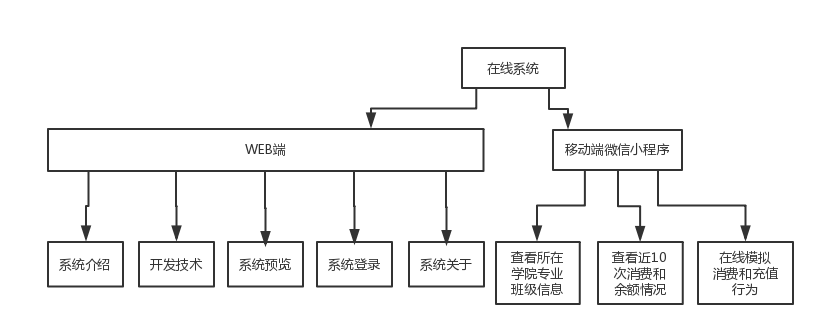 在线系统
WEB端
移动端微信小程序
系统介绍
开发技术
系统预览
系统登录
系统关于
查看所在
学院专业
班级信息
查看近10
次消费和
余额情况
在线模拟
消费和充值
行为